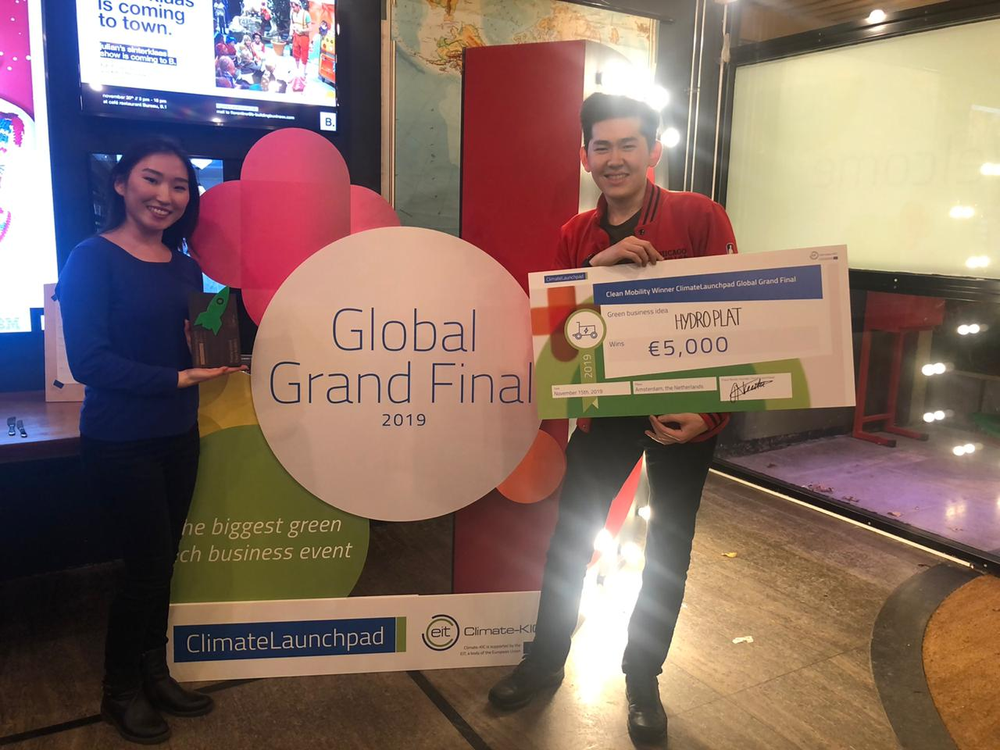 is coming
to town.
julian's sinterklaas
show is coming to B.
november 30th // 3 pm - 18 pm
at café restaurant Bureau, B.1
B.
Global
Grand Final
2019
he biggest green
ch business event
ClimateLaunchpad
eit Climate-KIC
Climate-KIC is supported by the
EIT, a body of the European Union
ClimateLaunchpad
Clean Mobility Winner ClimateLaunchpad Global Grand Final
Green business idea
HYDROPLAT
Wins
€5,000
2019
Date
November 15th, 2019
Place
Amsterdam, the Netherlands